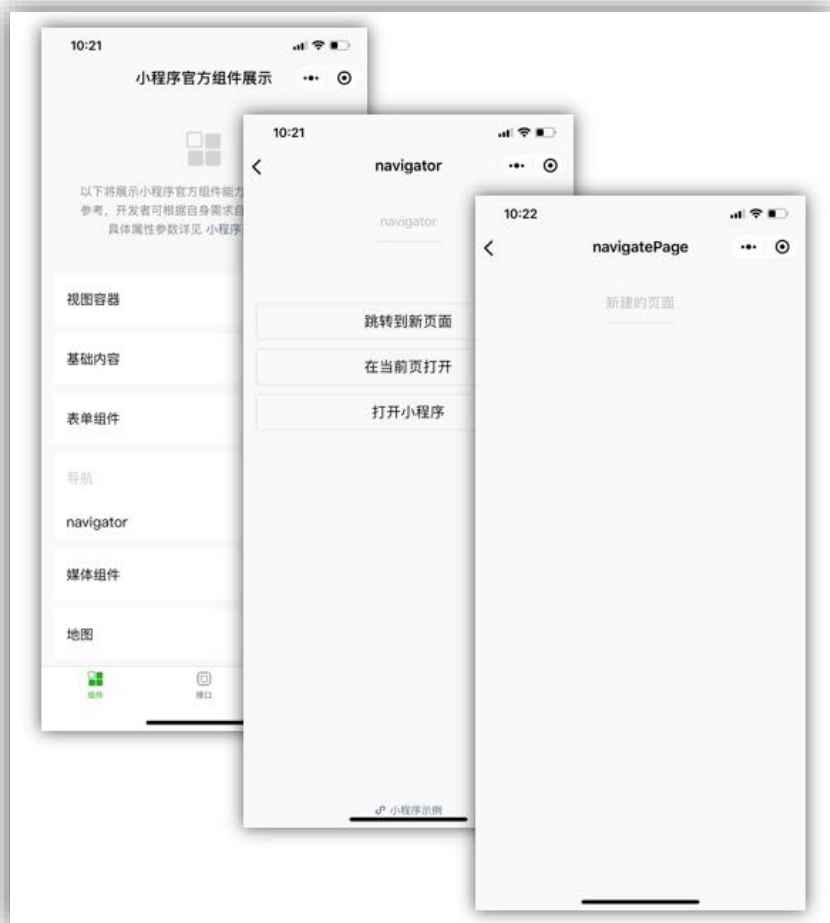 10:21
小程序官方组件展示
以下将展示小程序官方组件能力
参考，开发者可根据自身需求自
具体属性参数详见 小程序
视图容器
基础内容
表单组件
导航
navigator
媒体组件
地图
组件
接口
10:21
navigator
navigator
跳转到新页面
在当前页打开
打开小程序
小程序示例
10:22
navigatePage
新建的页面